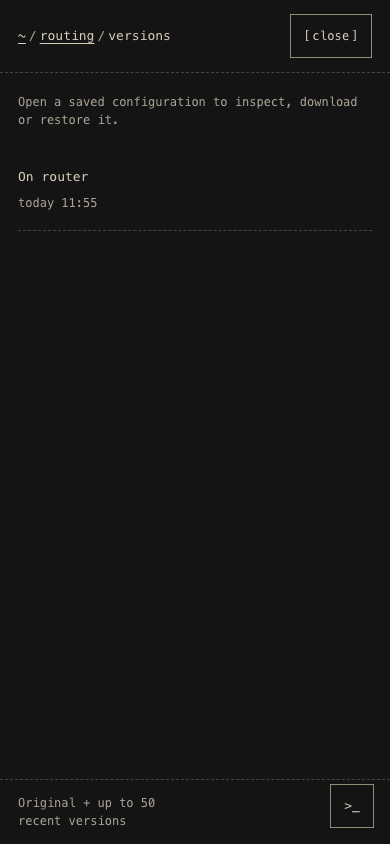 ~ / routing / versions
[close]
Open a saved configuration to inspect, download
or restore it.
On router
today 11:55
Original + up to 50
recent versions
>_